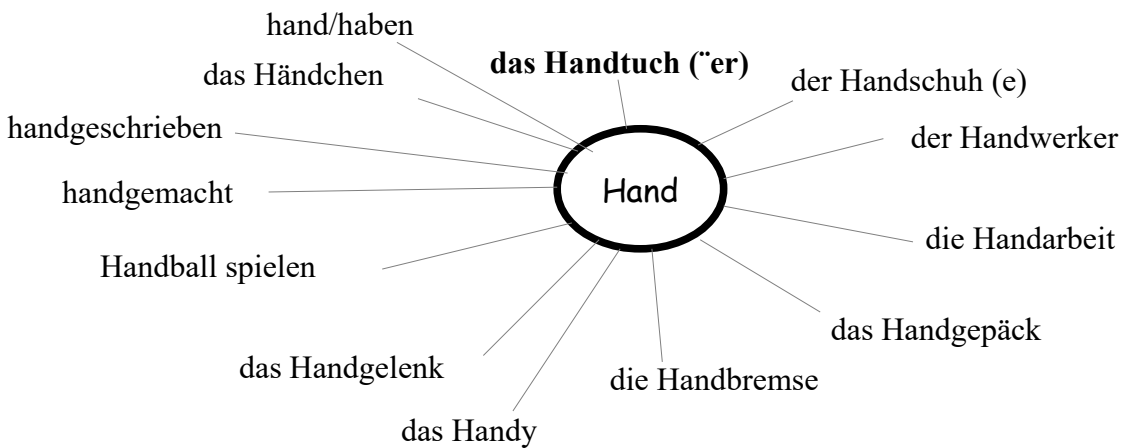 hand/haben
das Händchen
das Handtuch (¨er)
der Handschuh (e)
handgeschrieben
der Handwerker
handgemacht
Hand
die Handarbeit
Handball spielen
das Handgepäck
das Handgelenk
die Handbremse
das Handy